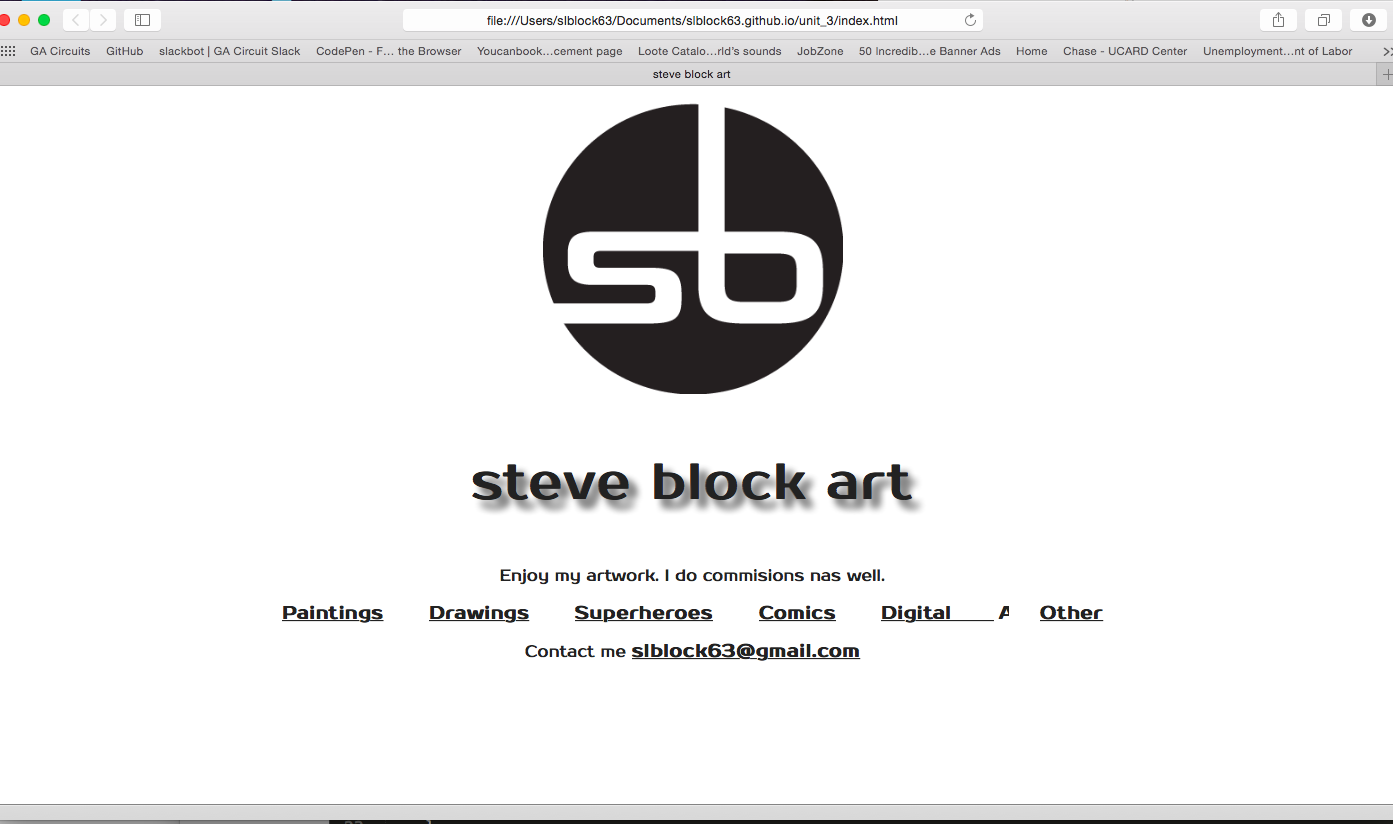 file:///Users/slblock63/Documents/slblock63.github.io/unit_3/index.html
GA Circuits GitHub slackbot | GA Circuit Slack CodePen - F... the Browser Youcanbook...cement page Loote Catalo...rld's sounds JobZone 50 Incredib...e Banner Ads Home Chase - UCARD Center Unemployment...nt of Labor
steve block art
sb
steve block art
Enjoy my artwork. I do commisions nas well.
Paintings Drawings Superheroes Comics Digital A Other
Contact me slblock63@gmail.com